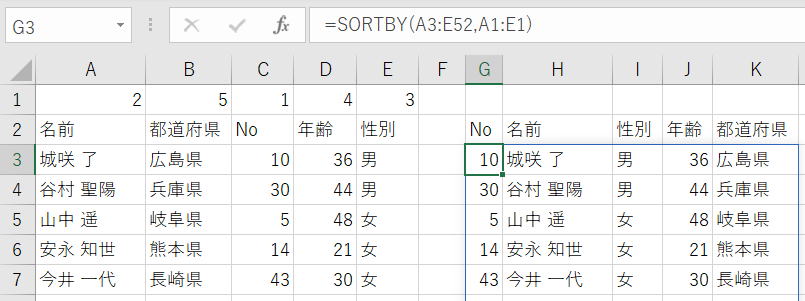 G3 fx =SORTBY(A3:E52,A1:E1)
A B C D E F G H I J K
1 2 5 1 4 3
2 名前 都道府県 No 年齢 性別 No 名前 性別 年齢 都道府県
3 城咲 了 広島県 10 36 男 10 城咲 了 男 36 広島県
4 谷村 聖陽 兵庫県 30 44 男 30 谷村 聖陽 男 44 兵庫県
5 山中 遥 岐阜県 5 48 女 5 山中 遥 女 48 岐阜県
6 安永 知世 熊本県 14 21 女 14 安永 知世 女 21 熊本県
7 今井 一代 長崎県 43 30 女 43 今井 一代 女 30 長崎県